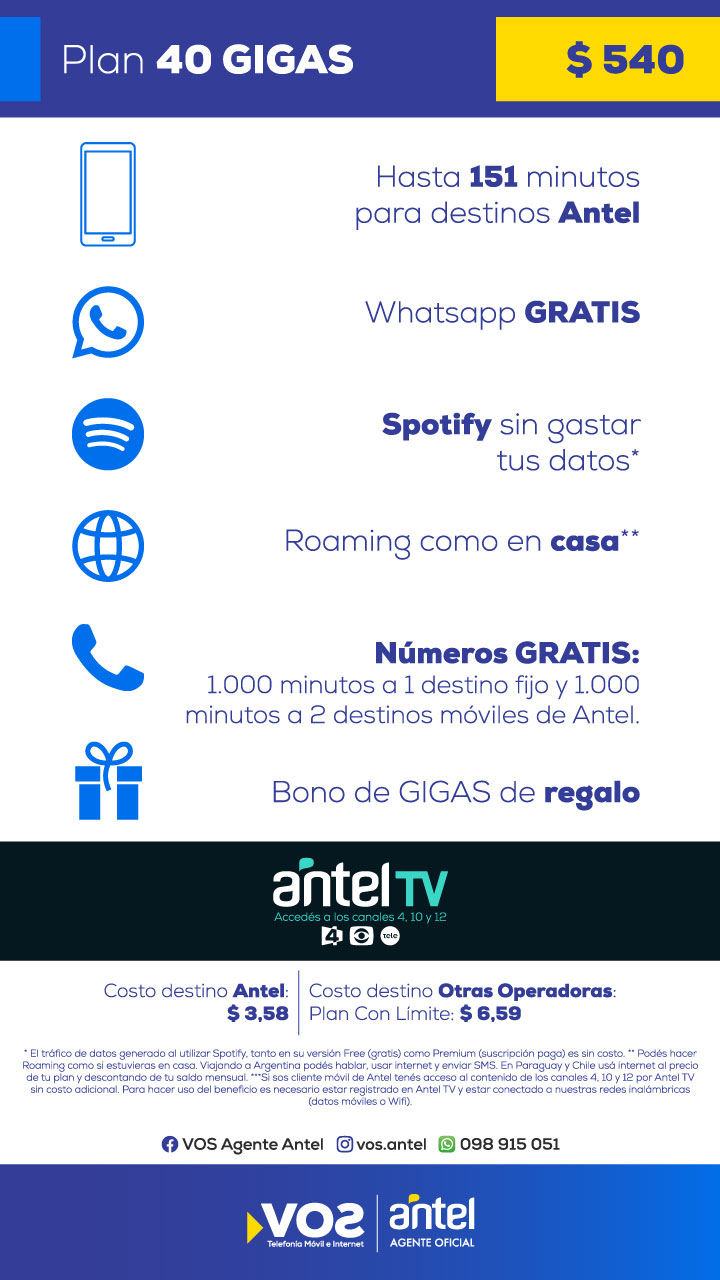 Plan 40 GIGAS
$ 540
Hasta 151 minutos
para destinos Antel
Whatsapp GRATIS
Spotify sin gastar
tus datos*
Roaming como en casa**
Números GRATIS:
1.000 minutos a 1 destino fijo y 1.000
minutos a 2 destinos móviles de Antel.
Bono de GIGAS de regalo
antel TV
Accedés a los canales 4, 10 y 12
4
tele
Costo destino Antel:
$ 3,58
Costo destino Otras Operadoras:
Plan Con Límite: $ 6,59
* El tráfico de datos generado al utilizar Spotify, tanto en su versión Free (gratis) como Premium (suscripción paga) es sin costo. ** Podés hacer
Roaming como si estuvieras en casa. Viajando a Argentina podés hablar, usar internet y enviar SMS. En Paraguay y Chile usá internet al precio
de tu plan y descontando de tu saldo mensual. ***Si sos cliente móvil de Antel tenés acceso al contenido de los canales 4, 10 y 12 por Antel TV
sin costo adicional. Para hacer uso del beneficio es necesario estar registrado en Antel TV y estar conectado a nuestras redes inalámbricas
(datos móviles o Wifi).
VOS Agente Antel vos.antel 098 915 051
VOS
Telefonía Móvil e Internet
antel
AGENTE OFICIAL